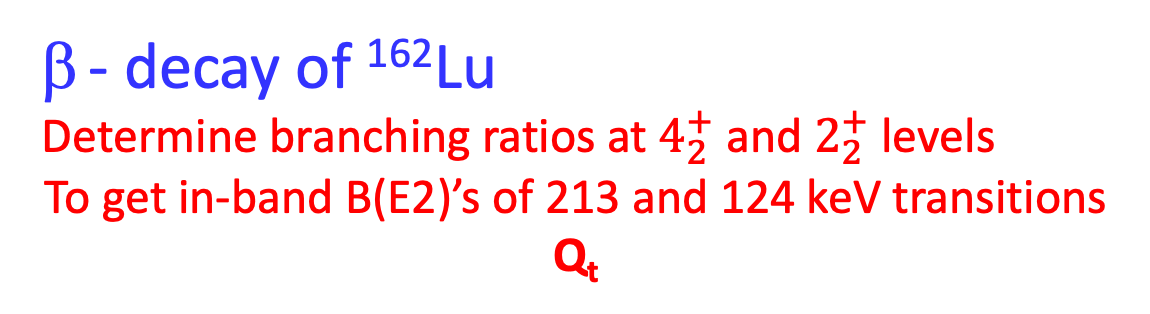 β - decay of ¹⁶²Lu
Determine branching ratios at 4₂⁺ and 2₂⁺ levels
To get in-band B(E2)’s of 213 and 124 keV transitions
Qₜ